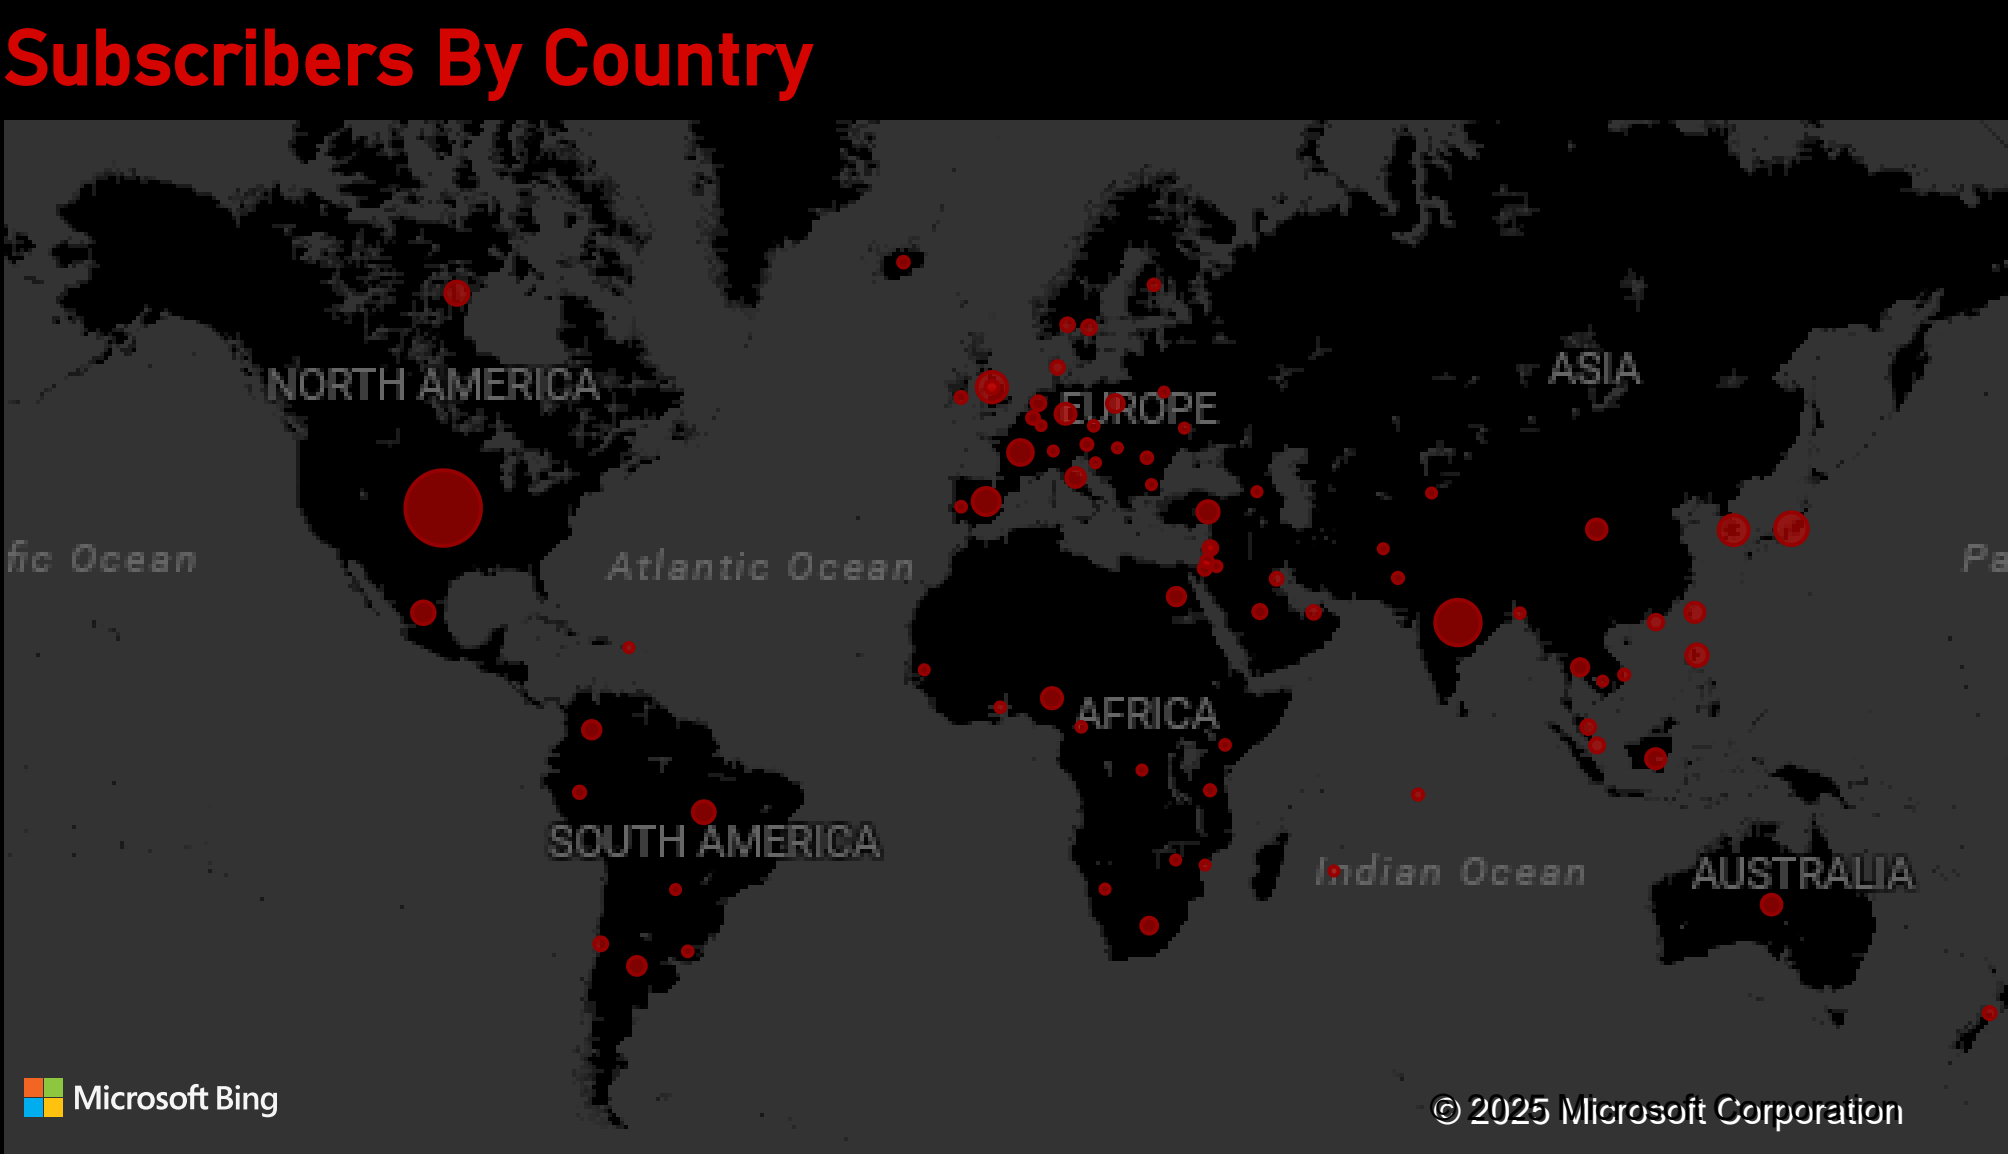 Subscribers By Country
NORTH AMERICA
ASIA
EUROPE
fic Ocean
Atlantic Ocean
Pa
AFRICA
SOUTH AMERICA
Indian Ocean
AUSTRALIA
Microsoft Bing
© 2025 Microsoft Corporation